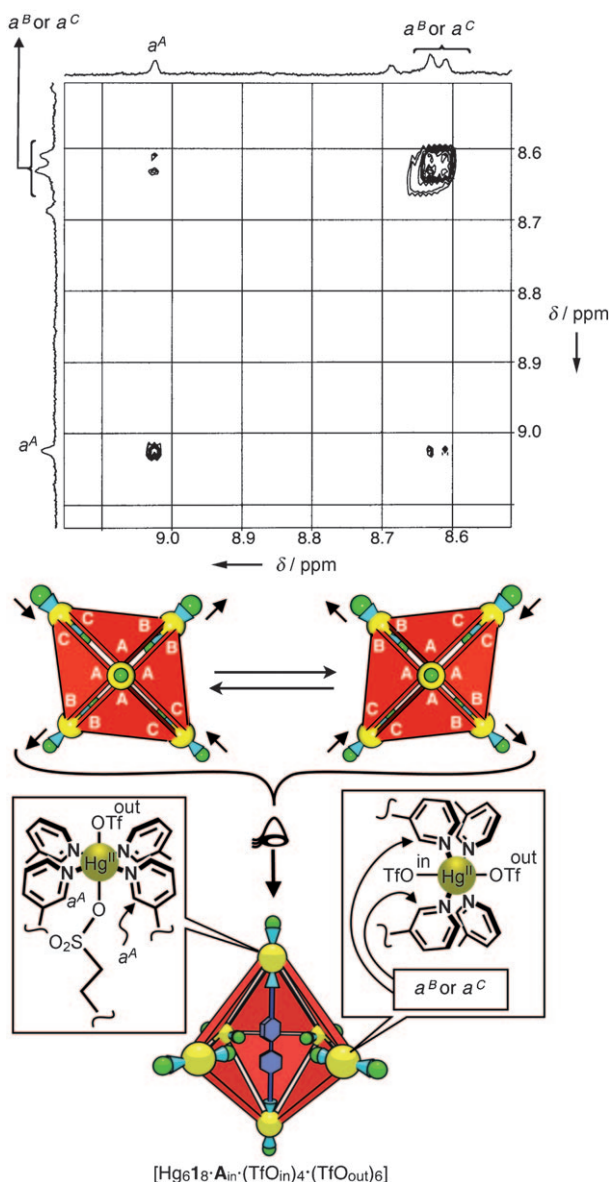 a^B or a^C
a^A
a^B or a^C
8.6
8.7
8.8
δ / ppm
8.9
9.0
a^A
9.0 8.9 8.8 8.7 8.6
δ / ppm
C C B B
A
A A
A
B B C C
B B C C
A
A A
A
C C B B
out
OTf
Hg^II
N N
N N
a^A
O
O₂S
a^A
N N
in
TfO Hg^II OTf
out
N N
a^B or a^C
[Hg₆1₈·A_in·(TfO_in)₄·(TfO_out)₆]